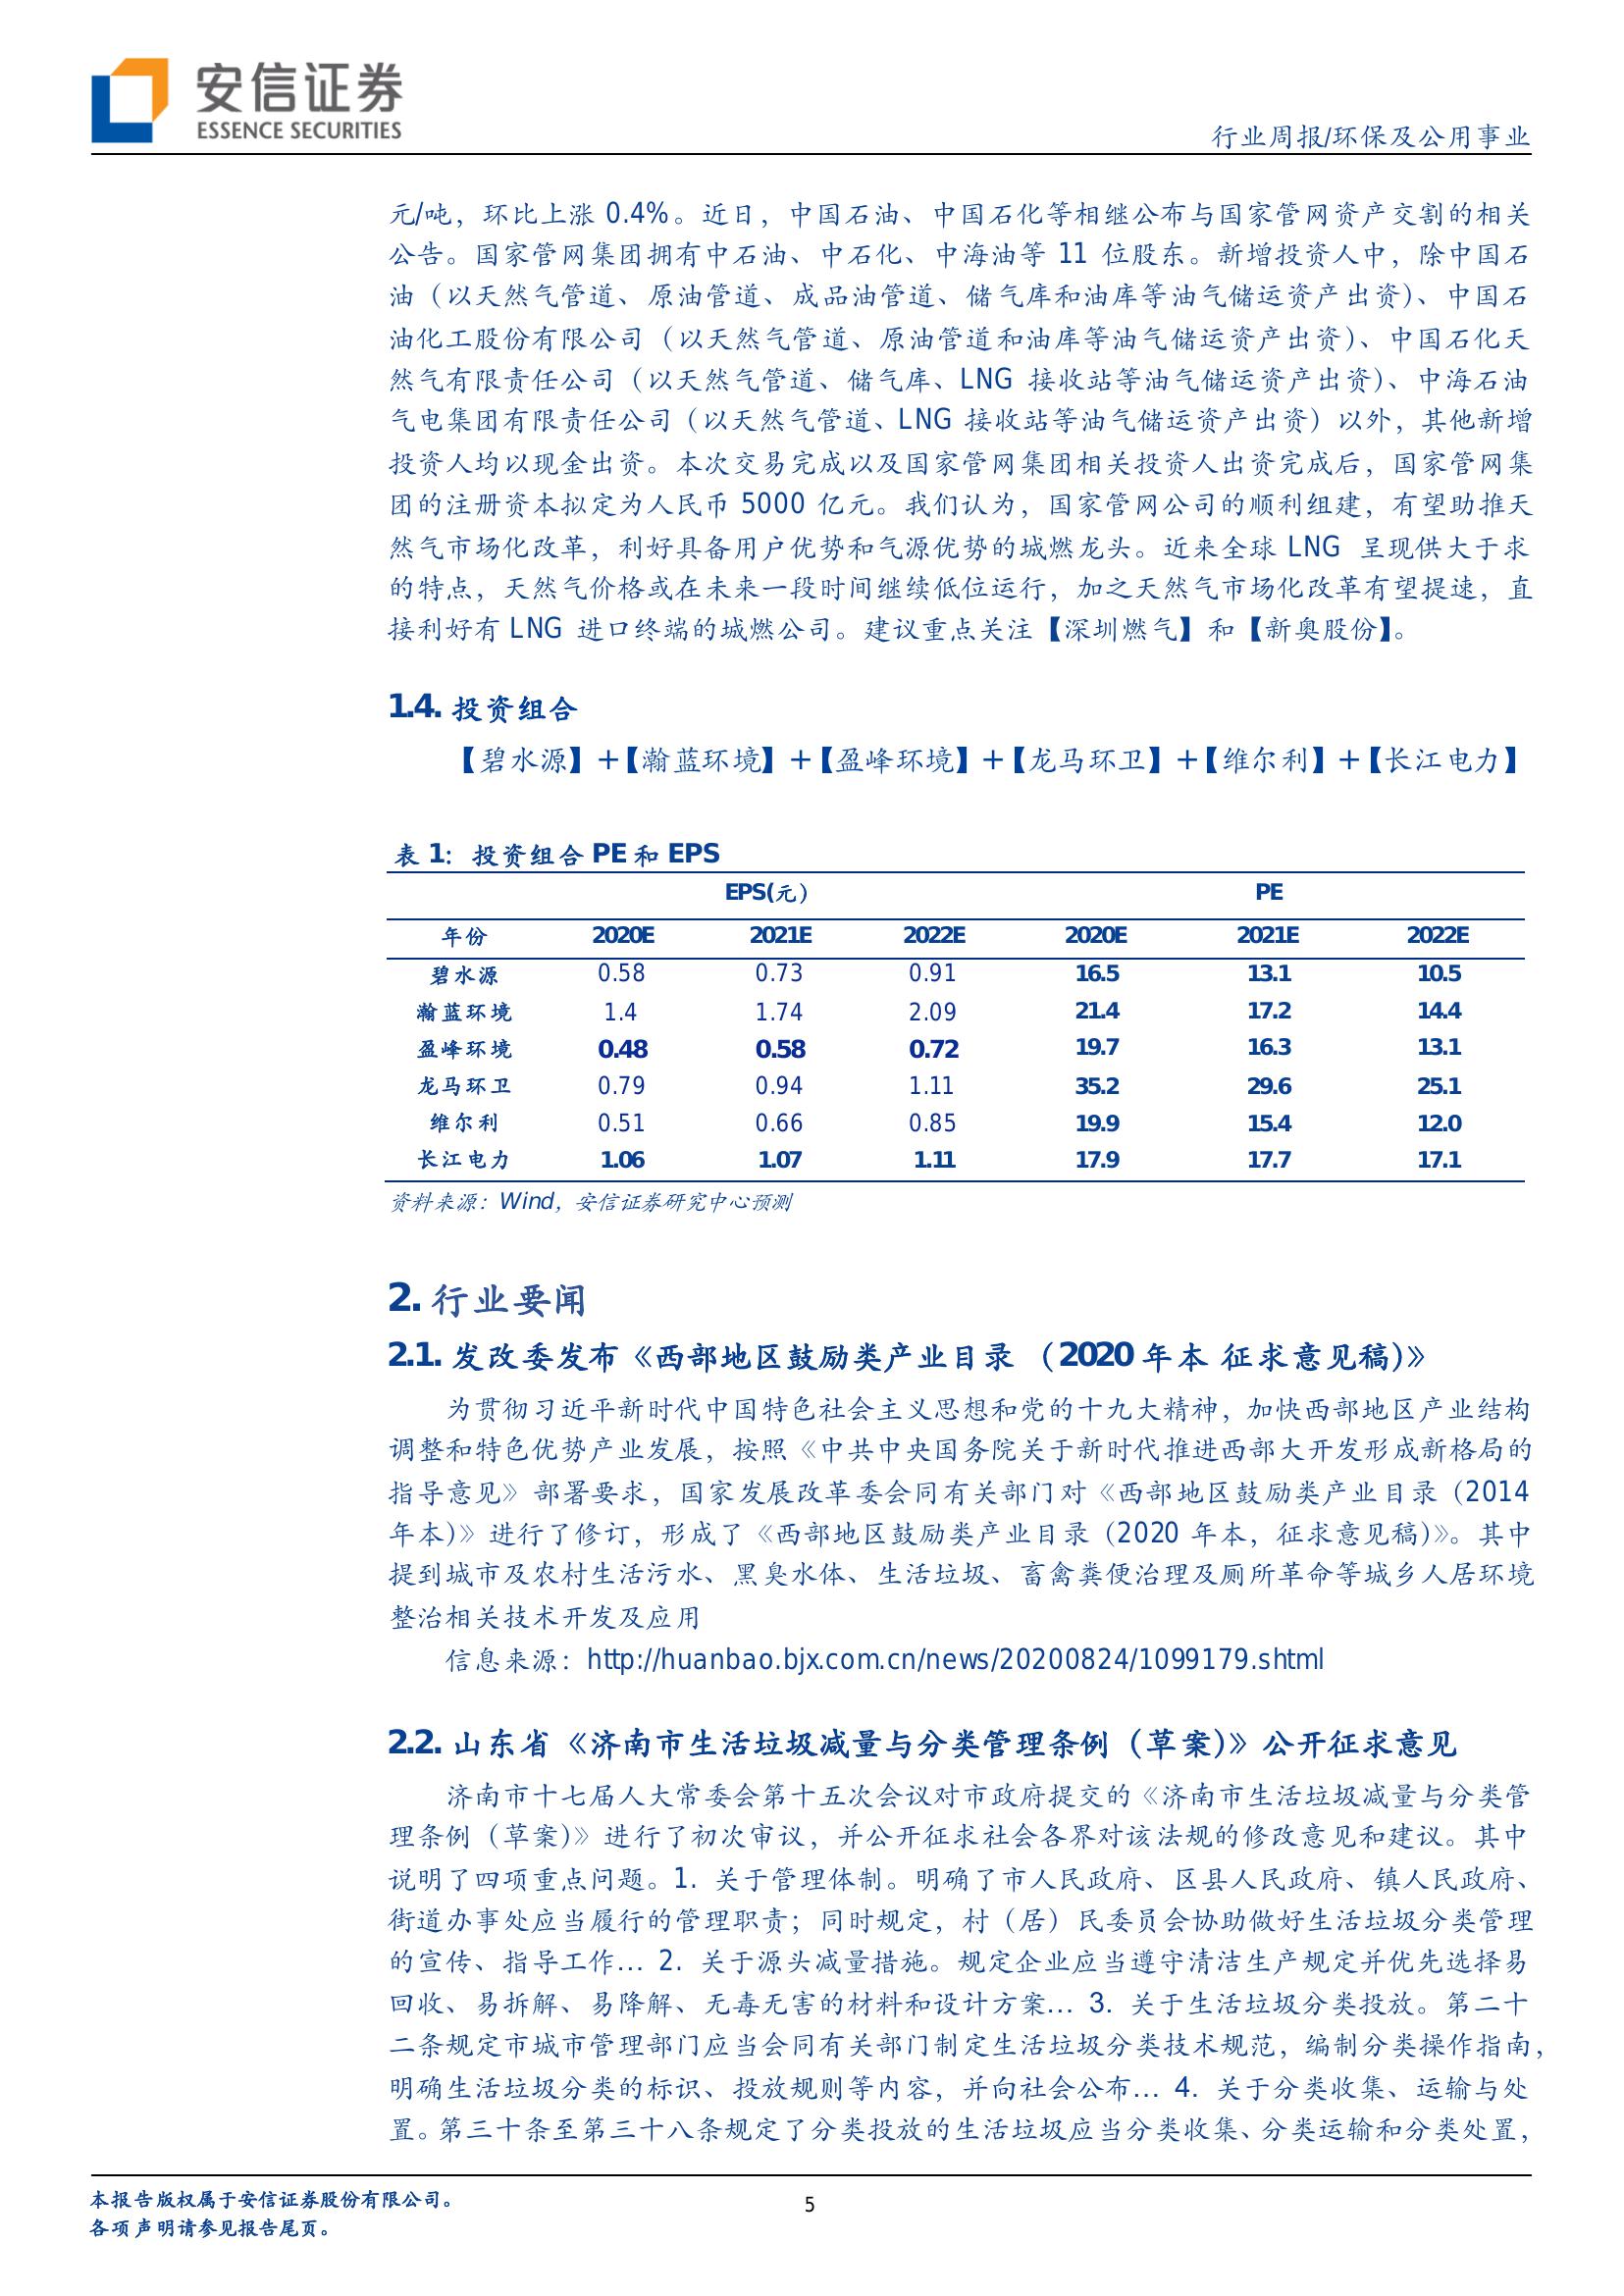 安信证券
ESSENCE SECURITIES
行业周报/环保及公用事业
元/吨，环比上涨 0.4%。近日，中国石油、中国石化等相继公布与国家管网资产交割的相关
公告。国家管网集团拥有中石油、中石化、中海油等 11 位股东。新增投资人中，除中国石
油（以天然气管道、原油管道、成品油管道、储气库和油库等油气储运资产出资)、中国石
油化工股份有限公司（以天然气管道、原油管道和油库等油气储运资产出资)、中国石化天
然气有限责任公司（以天然气管道、储气库、LNG 接收站等油气储运资产出资)、中海石油
气电集团有限责任公司（以天然气管道、LNG 接收站等油气储运资产出资）以外，其他新增
投资人均以现金出资。本次交易完成以及国家管网集团相关投资人出资完成后，国家管网集
团的注册资本拟定为人民币 5000 亿元。我们认为，国家管网公司的顺利组建，有望助推天
然气市场化改革，利好具备用户优势和气源优势的城燃龙头。近来全球 LNG 呈现供大于求
的特点，天然气价格或在未来一段时间继续低位运行，加之天然气市场化改革有望提速，直
接利好有 LNG 进口终端的城燃公司。建议重点关注【深圳燃气】和【新奥股份】。
1.4. 投资组合
【碧水源】+【瀚蓝环境】+【盈峰环境】+【龙马环卫】+【维尔利】+【长江电力】
表 1：投资组合 PE 和 EPS
EPS(元） PE
年份 2020E 2021E 2022E 2020E 2021E 2022E
碧水源 0.58 0.73 0.91 16.5 13.1 10.5
瀚蓝环境 1.4 1.74 2.09 21.4 17.2 14.4
盈峰环境 0.48 0.58 0.72 19.7 16.3 13.1
龙马环卫 0.79 0.94 1.11 35.2 29.6 25.1
维尔利 0.51 0.66 0.85 19.9 15.4 12.0
长江电力 1.06 1.07 1.11 17.9 17.7 17.1
资料来源：Wind，安信证券研究中心预测
2. 行业要闻
2.1. 发改委发布《西部地区鼓励类产业目录 （2020 年本 征求意见稿)》
为贯彻习近平新时代中国特色社会主义思想和党的十九大精神，加快西部地区产业结构
调整和特色优势产业发展，按照《中共中央国务院关于新时代推进西部大开发形成新格局的
指导意见》部署要求，国家发展改革委会同有关部门对《西部地区鼓励类产业目录（2014
年本)》进行了修订，形成了《西部地区鼓励类产业目录（2020 年本，征求意见稿)》。其中
提到城市及农村生活污水、黑臭水体、生活垃圾、畜禽粪便治理及厕所革命等城乡人居环境
整治相关技术开发及应用
信息来源：http://huanbao.bjx.com.cn/news/20200824/1099179.shtml
2.2. 山东省《济南市生活垃圾减量与分类管理条例（草案)》公开征求意见
济南市十七届人大常委会第十五次会议对市政府提交的《济南市生活垃圾减量与分类管
理条例（草案)》进行了初次审议，并公开征求社会各界对该法规的修改意见和建议。其中
说明了四项重点问题。1. 关于管理体制。明确了市人民政府、区县人民政府、镇人民政府、
街道办事处应当履行的管理职责；同时规定，村（居）民委员会协助做好生活垃圾分类管理
的宣传、指导工作... 2. 关于源头减量措施。规定企业应当遵守清洁生产规定并优先选择易
回收、易拆解、易降解、无毒无害的材料和设计方案... 3. 关于生活垃圾分类投放。第二十
二条规定市城市管理部门应当会同有关部门制定生活垃圾分类技术规范，编制分类操作指南，
明确生活垃圾分类的标识、投放规则等内容，并向社会公布... 4. 关于分类收集、运输与处
置。第三十条至第三十八条规定了分类投放的生活垃圾应当分类收集、分类运输和分类处置，
本报告版权属于安信证券股份有限公司。
各项声明请参见报告尾页。
5